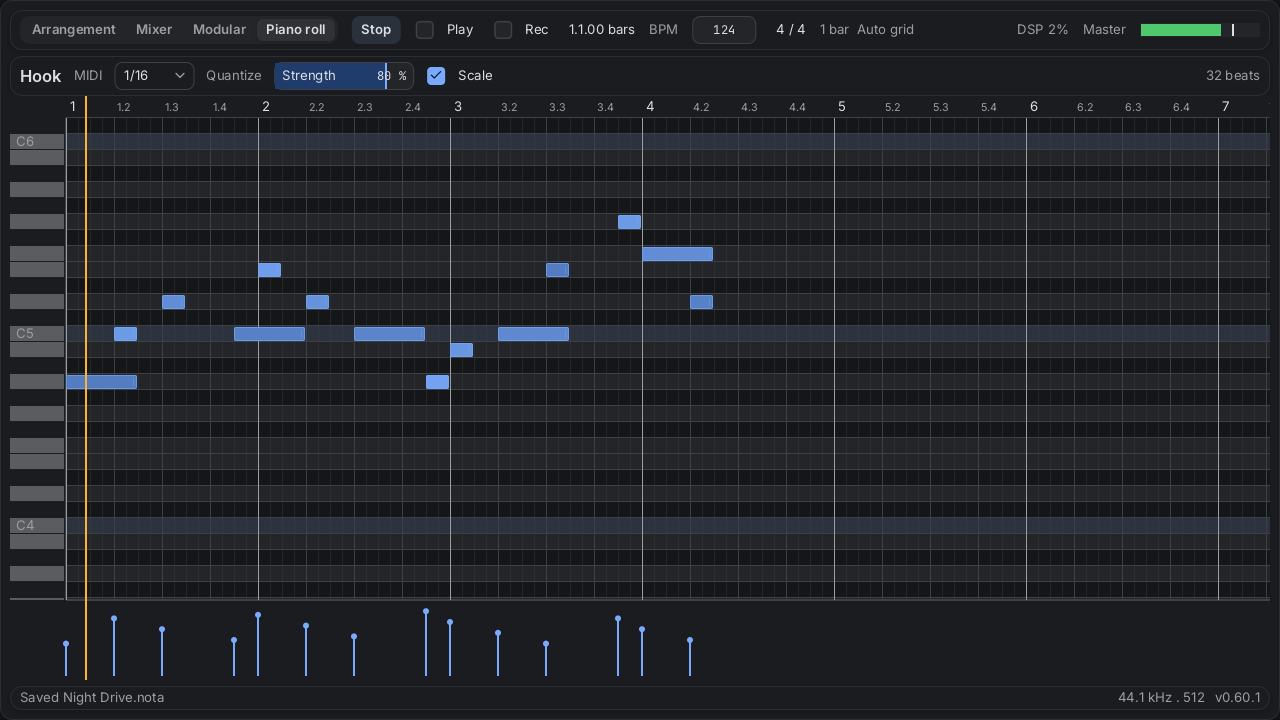 Arrangement Mixer Modular Piano roll Stop Play Rec 1.1.00 bars BPM 124 4 / 4 1 bar Auto grid DSP 2% Master
Hook MIDI 1/16 Quantize Strength 80 % Scale 32 beats
1 1.2 1.3 1.4 2 2.2 2.3 2.4 3 3.2 3.3 3.4 4 4.2 4.3 4.4 5 5.2 5.3 5.4 6 6.2 6.3 6.4 7
C6
C5
C4
Saved Night Drive.nota 44.1 kHz . 512 v0.60.1